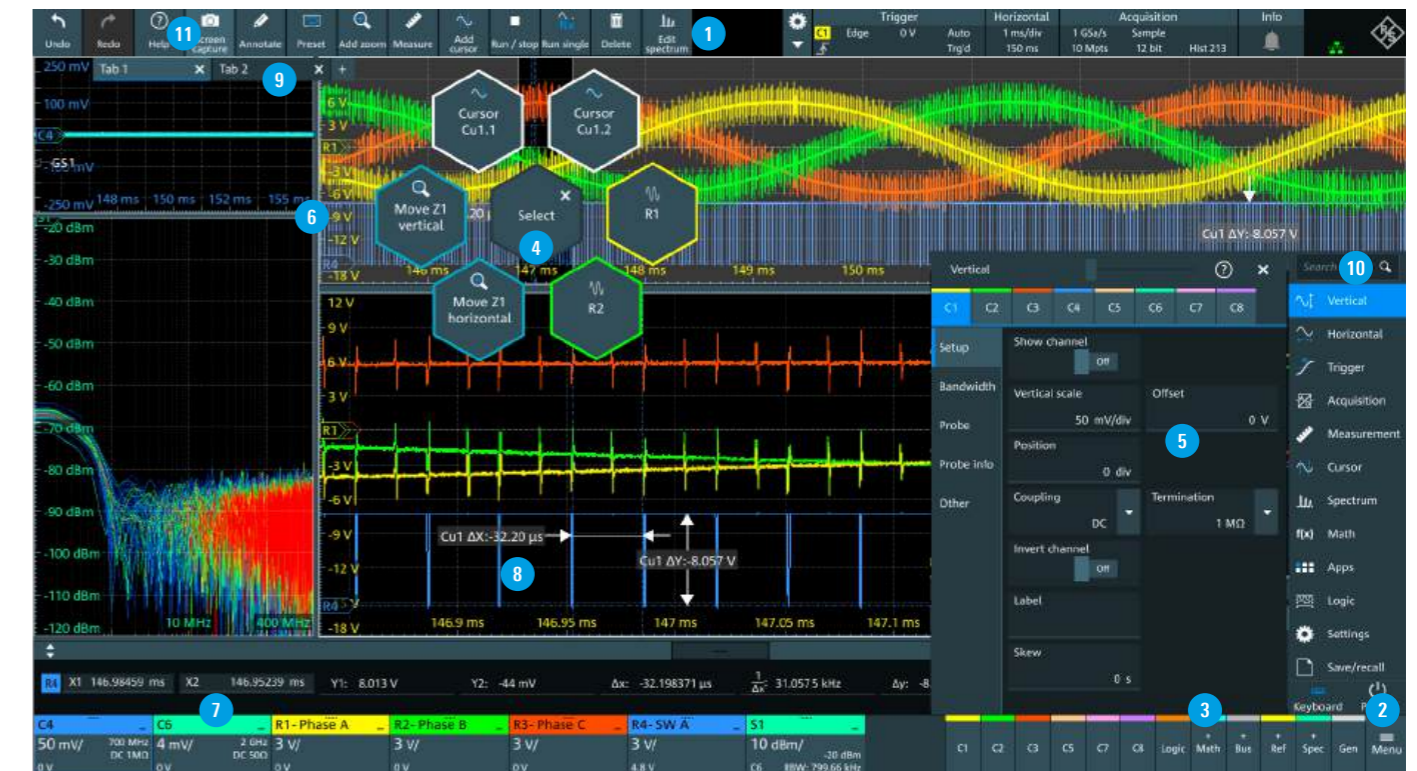 Undo
Redo
Help
11
Screen capture
Annotate
Preset
Add zoom
Measure
Add cursor
Run / stop
Run single
Delete
Edit spectrum
1
C1
Trigger
Edge 0 V
Auto
Trg'd
Horizontal
1 ms/div
150 ms
Acquisition
1 GSa/s Sample
10 Mpts 12 bit Hist 213
Info
R&S
250 mV
Tab 1
Tab 2
9
+
100 mV
C4
GS1
-100 mV
-250 mV
148 ms
150 ms
152 ms
155 ms
6
6 V
3 V
R1
-3 V
-6 V
-9 V
-12 V
R4
-18 V
Cursor Cu1.1
Cursor Cu1.2
Move Z1 vertical
Select
4
R1
Move Z1 horizontal
R2
146 ms
147 ms
148 ms
149 ms
150 ms
Cu1 ΔY:-8.057 V
-20 dBm
-30 dBm
-40 dBm
-50 dBm
-60 dBm
-70 dBm
-80 dBm
-90 dBm
-100 dBm
-110 dBm
-120 dBm
10 MHz
400 MHz
12 V
9 V
6 V
3 V
R1
-3 V
-6 V
-9 V
-12 V
R4
-18 V
Cu1 ΔX:-32.20 µs
8
Cu1 ΔY:-8.057 V
146.9 ms
146.95 ms
147 ms
147.05 ms
147.1 ms
Vertical
C1 C2 C3 C4 C5 C6 C7 C8
Setup
Bandwidth
Probe
Probe info
Other
Show channel
Off
Vertical scale
50 mV/div
Offset
0 V
5
Position
0 div
Coupling
DC
Termination
1 MΩ
Invert channel
Off
Label
Skew
0 s
Search
10
Vertical
Horizontal
Trigger
Acquisition
Measurement
Cursor
Spectrum
f(x) Math
Apps
Logic
Settings
Save/recall
Keyboard
2
R4 X1 146.98459 ms X2 146.95239 ms Y1: 8.013 V Y2: -44 mV Δx: -32.198371 µs 1/Δx: 31.0575 kHz Δy: -8.
7
C4
50 mV/
700 MHz
DC 1MΩ
0 V
C6
4 mV/
2 GHz
DC 50Ω
0 V
R1- Phase A
3 V/
0 V
R2- Phase B
3 V/
0 V
R3- Phase C
3 V/
0 V
R4- SW A
3 V/
4.8 V
S1
10 dBm/
-20 dBm
C6 RBW: 799.66 kHz
3
C1 C2 C3 C5 C7 C8 Logic Math Bus Ref Spec Gen Menu